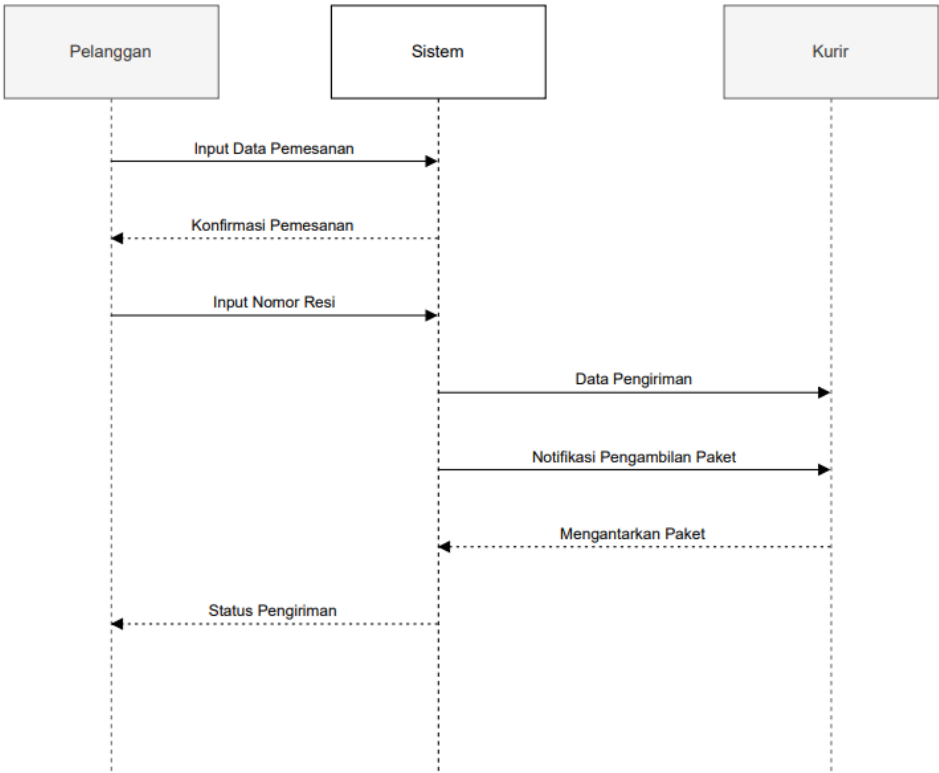 Pelanggan
Sistem
Kurir
Input Data Pemesanan
Konfirmasi Pemesanan
Input Nomor Resi
Data Pengiriman
Notifikasi Pengambilan Paket
Mengantarkan Paket
Status Pengiriman